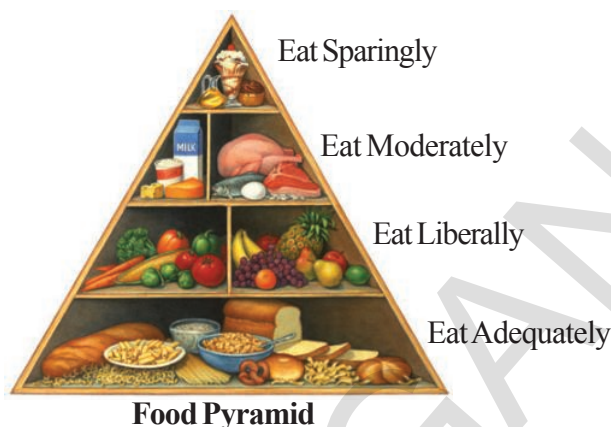 Eat Sparingly
MILK
Eat Moderately
Eat Liberally
Eat Adequately
Food Pyramid